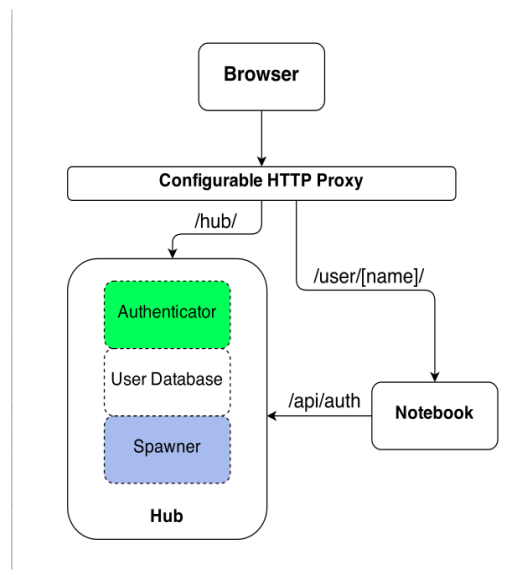 Browser
Configurable HTTP Proxy
/hub/
/user/[name]/
Authenticator
User Database
/api/auth
Notebook
Spawner
Hub